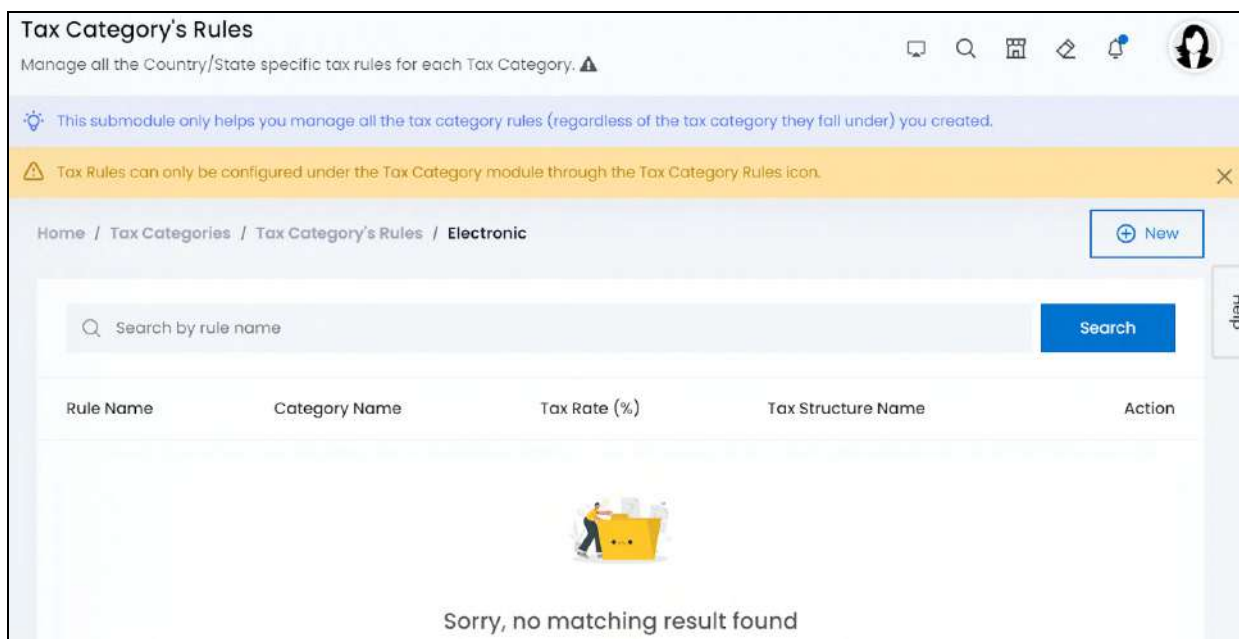 Tax Category's Rules
Manage all the Country/State specific tax rules for each Tax Category.
This submodule only helps you manage all the tax category rules (regardless of the tax category they fall under) you created.
Tax Rules can only be configured under the Tax Category module through the Tax Category Rules icon.
Home / Tax Categories / Tax Category's Rules / Electronic
New
Help
Search by rule name
Search
Rule Name Category Name Tax Rate (%) Tax Structure Name Action
Sorry, no matching result found